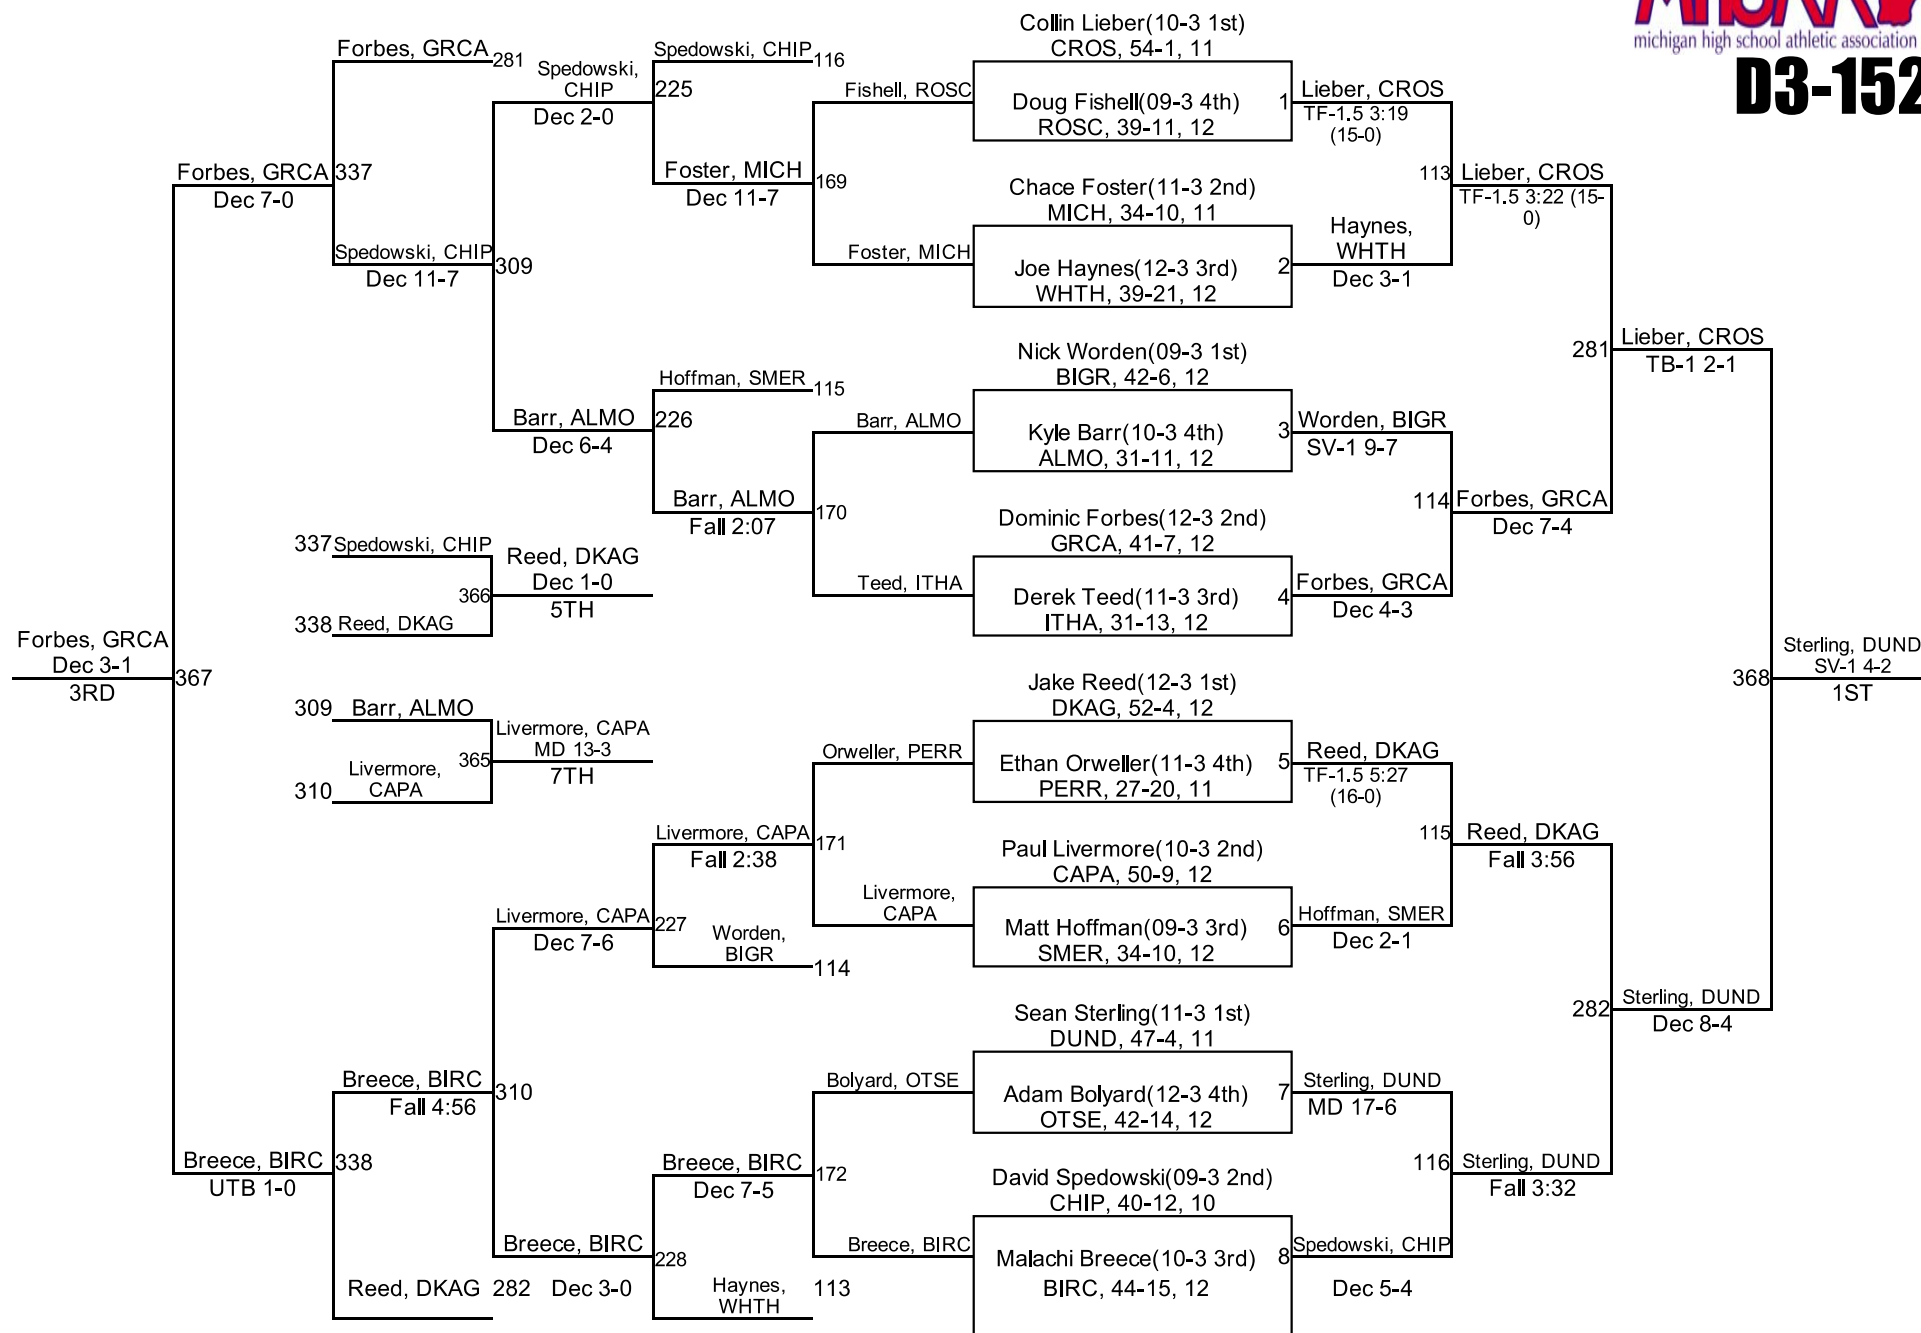 MHSAA
michigan high school athletic association
D3-152
Forbes, GRCA
281
Spedowski,
CHIP
Dec 2-0
Spedowski, CHIP
116
225
Foster, MICH
Dec 11-7
169
Fishell, ROSC
Foster, MICH
Forbes, GRCA
Dec 7-0
337
Spedowski, CHIP
Dec 11-7
309
Barr, ALMO
Dec 6-4
Hoffman, SMER
115
226
Barr, ALMO
Fall 2:07
170
Barr, ALMO
Teed, ITHA
337
Spedowski, CHIP
338
Reed, DKAG
366
Reed, DKAG
Dec 1-0
5TH
Forbes, GRCA
Dec 3-1
3RD
367
309
Barr, ALMO
310
Livermore,
CAPA
365
Livermore, CAPA
MD 13-3
7TH
Orweller, PERR
Livermore,
CAPA
Livermore, CAPA
Fall 2:38
171
Livermore, CAPA
Dec 7-6
227
Worden,
BIGR
114
Breece, BIRC
Fall 4:56
310
Breece, BIRC
UTB 1-0
338
Reed, DKAG
282
Breece, BIRC
Dec 3-0
228
Breece, BIRC
Dec 7-5
172
Haynes,
WHTH
113
Bolyard, OTSE
Breece, BIRC
Collin Lieber(10-3 1st)
CROS, 54-1, 11
Doug Fishell(09-3 4th)
ROSC, 39-11, 12
1
Lieber, CROS
TF-1.5 3:19
(15-0)
Chace Foster(11-3 2nd)
MICH, 34-10, 11
Joe Haynes(12-3 3rd)
WHTH, 39-21, 12
2
Haynes,
WHTH
Dec 3-1
113
Lieber, CROS
TF-1.5 3:22 (15-
0)
Nick Worden(09-3 1st)
BIGR, 42-6, 12
Kyle Barr(10-3 4th)
ALMO, 31-11, 12
3
Worden, BIGR
SV-1 9-7
Dominic Forbes(12-3 2nd)
GRCA, 41-7, 12
Derek Teed(11-3 3rd)
ITHA, 31-13, 12
4
Forbes, GRCA
Dec 4-3
114
Forbes, GRCA
Dec 7-4
281
Lieber, CROS
TB-1 2-1
Jake Reed(12-3 1st)
DKAG, 52-4, 12
Ethan Orweller(11-3 4th)
PERR, 27-20, 11
5
Reed, DKAG
TF-1.5 5:27
(16-0)
Paul Livermore(10-3 2nd)
CAPA, 50-9, 12
Matt Hoffman(09-3 3rd)
SMER, 34-10, 12
6
Hoffman, SMER
Dec 2-1
115
Reed, DKAG
Fall 3:56
Sean Sterling(11-3 1st)
DUND, 47-4, 11
Adam Bolyard(12-3 4th)
OTSE, 42-14, 12
7
Sterling, DUND
MD 17-6
David Spedowski(09-3 2nd)
CHIP, 40-12, 10
Malachi Breece(10-3 3rd)
BIRC, 44-15, 12
8
Spedowski, CHIP
Dec 5-4
116
Sterling, DUND
Fall 3:32
282
Sterling, DUND
Dec 8-4
368
Sterling, DUND
SV-1 4-2
1ST